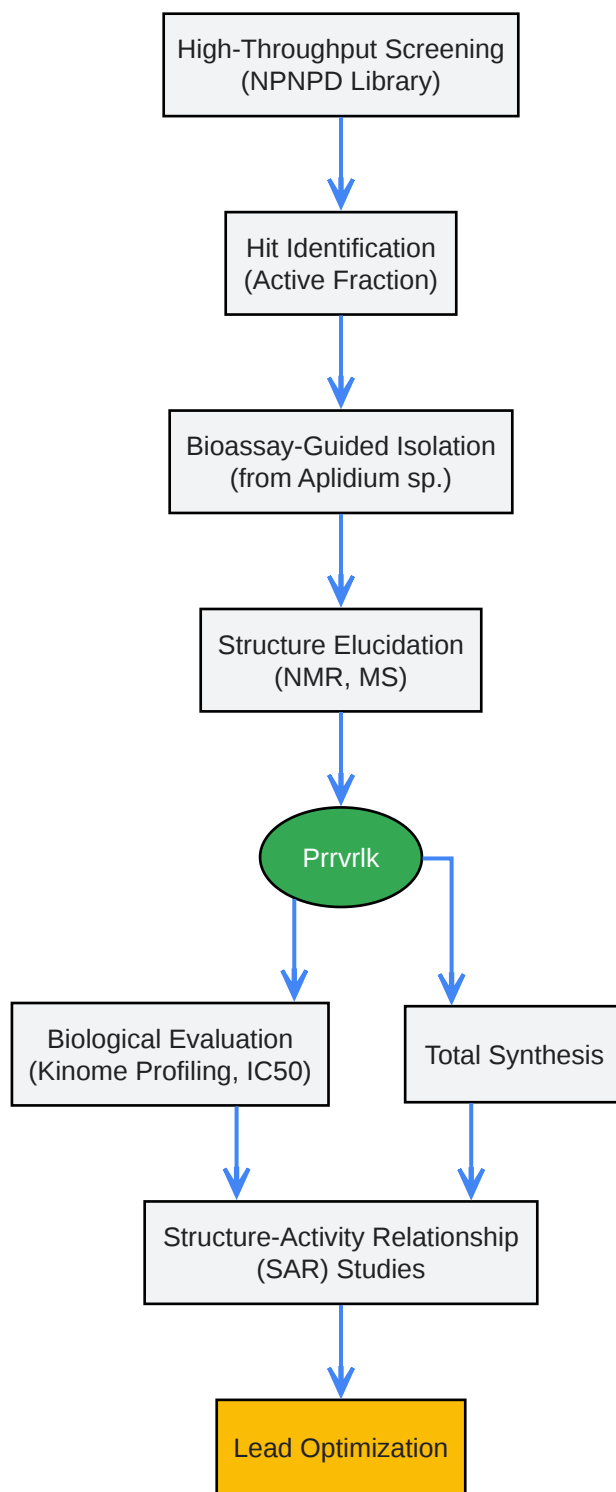 High-Throughput Screening
(NPNPD Library)
Hit Identification
(Active Fraction)
Bioassay-Guided Isolation
(from Aplidium sp.)
Structure Elucidation
(NMR, MS)
Prrvrlk
Biological Evaluation
(Kinome Profiling, IC50)
Total Synthesis
Structure-Activity Relationship
(SAR) Studies
Lead Optimization